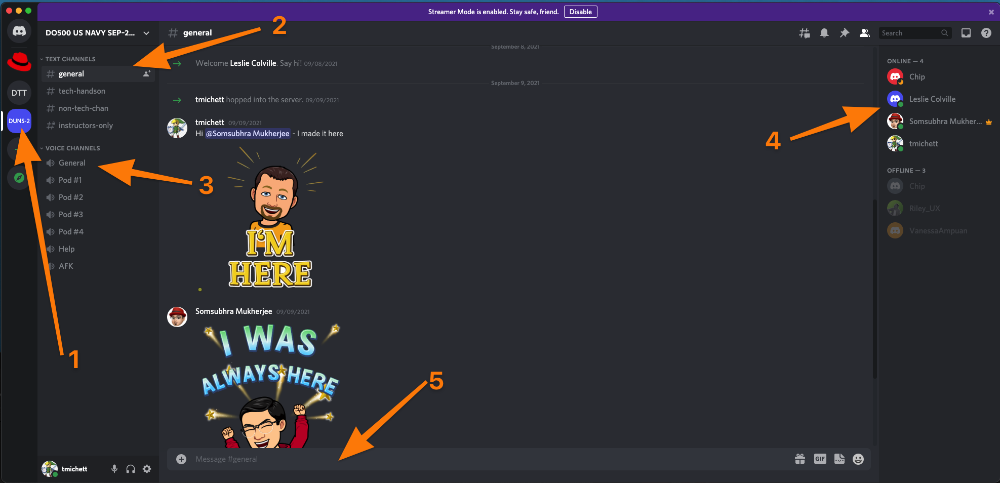 Streamer Mode is enabled. Stay safe, friend. Disable
DO500 US NAVY SEP-2...
general
Search
2
DTT
DUNS-2
TEXT CHANNELS
general
tech-handson
non-tech-chan
instructors-only
VOICE CHANNELS
General
Pod #1
Pod #2
Pod #3
Pod #4
Help
AFK
3
1
tmichett
September 8, 2021
Welcome Leslie Colville. Say hi! 09/08/2021
September 9, 2021
tmichett hopped into the server. 09/09/2021
tmichett 09/09/2021
Hi @Somsubhra Mukherjee - I made it here
I'M
HERE
Somsubhra Mukherjee 09/09/2021
I WAS
ALWAYS HERE
5
Message #general
GIF
ONLINE — 4
Chip
Leslie Colville
Somsubhra Mukher...
tmichett
4
OFFLINE — 3
Chip
Riley_UX
VanessaAmpuan